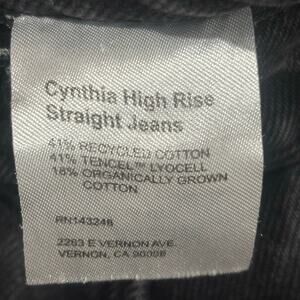 Cynthia High Rise
Straight Jeans
41% RECYCLED COTTON
41% TENCEL™ LYOCELL
18% ORGANICALLY GROWN
COTTON
RN143246
2263 E VERNON AVE.
VERNON, CA 90058